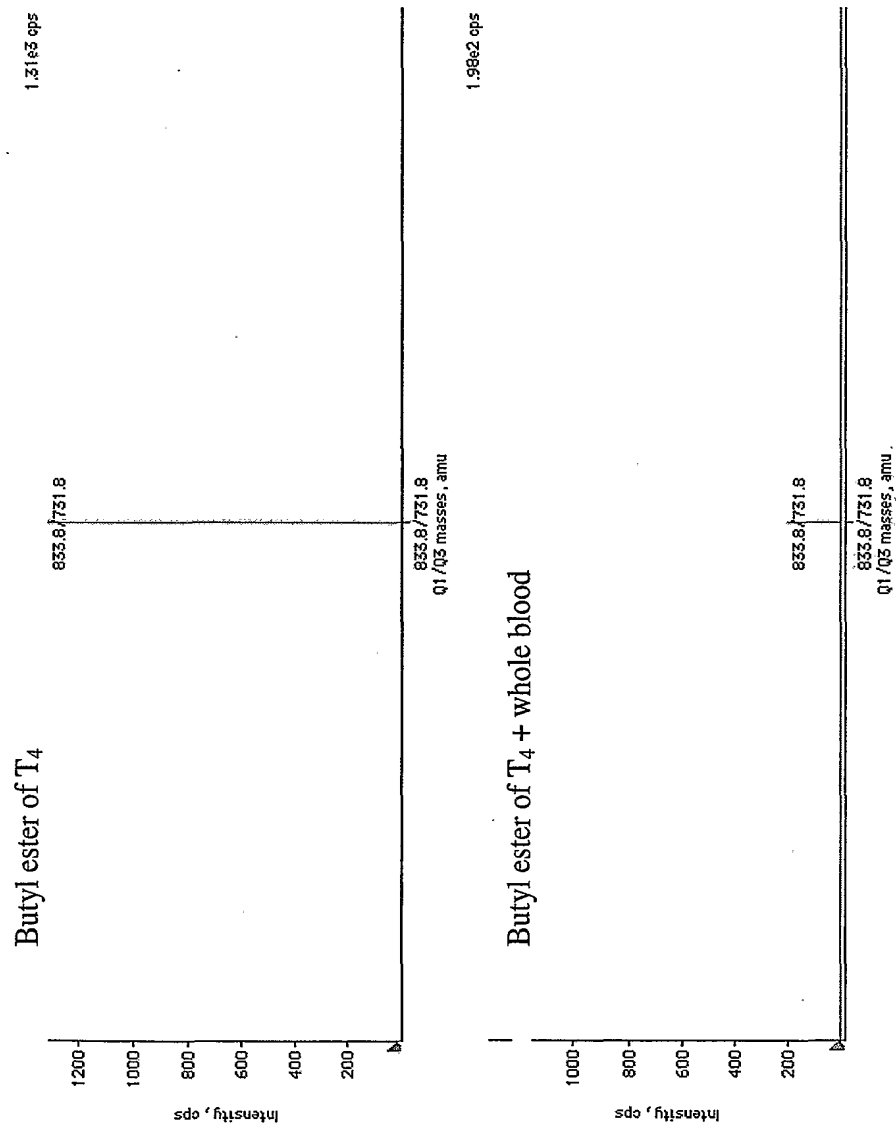 Butyl ester of T₄
1.31e3 cps
833.8/731.8
1200
1000
800
600
400
200
Intensity, cps
833.8/731.8
Q1/Q3 masses, amu
Butyl ester of T₄ + whole blood
1.98e2 cps
833.8/731.8
1000
800
600
400
200
Intensity, cps
833.8/731.8
Q1/Q3 masses, amu